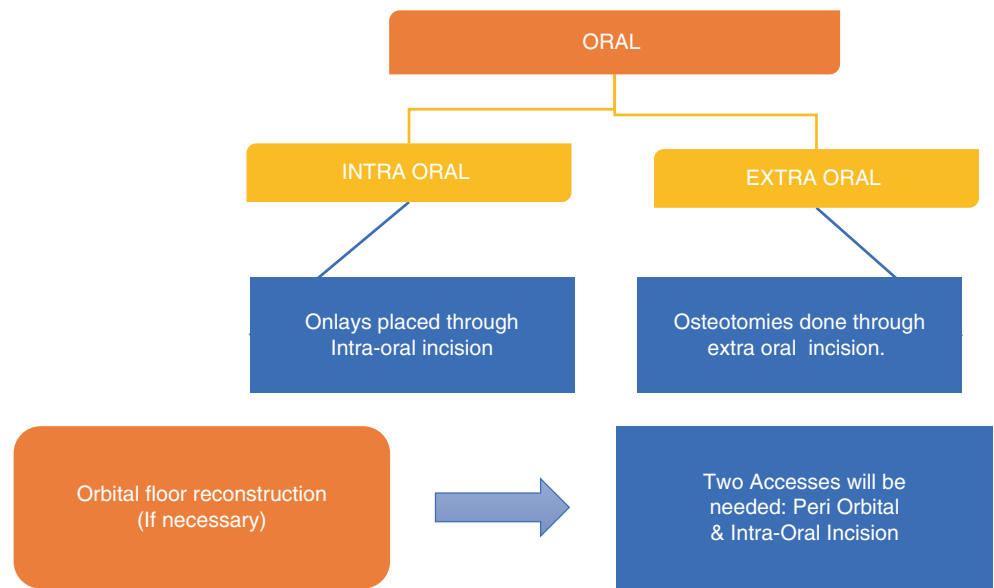 ORAL
INTRA ORAL
EXTRA ORAL
Onlays placed through
Intra-oral incision
Osteotomies done through
extra oral incision.
Orbital floor reconstruction
(If necessary)
Two Accesses will be
needed: Peri Orbital
& Intra-Oral Incision